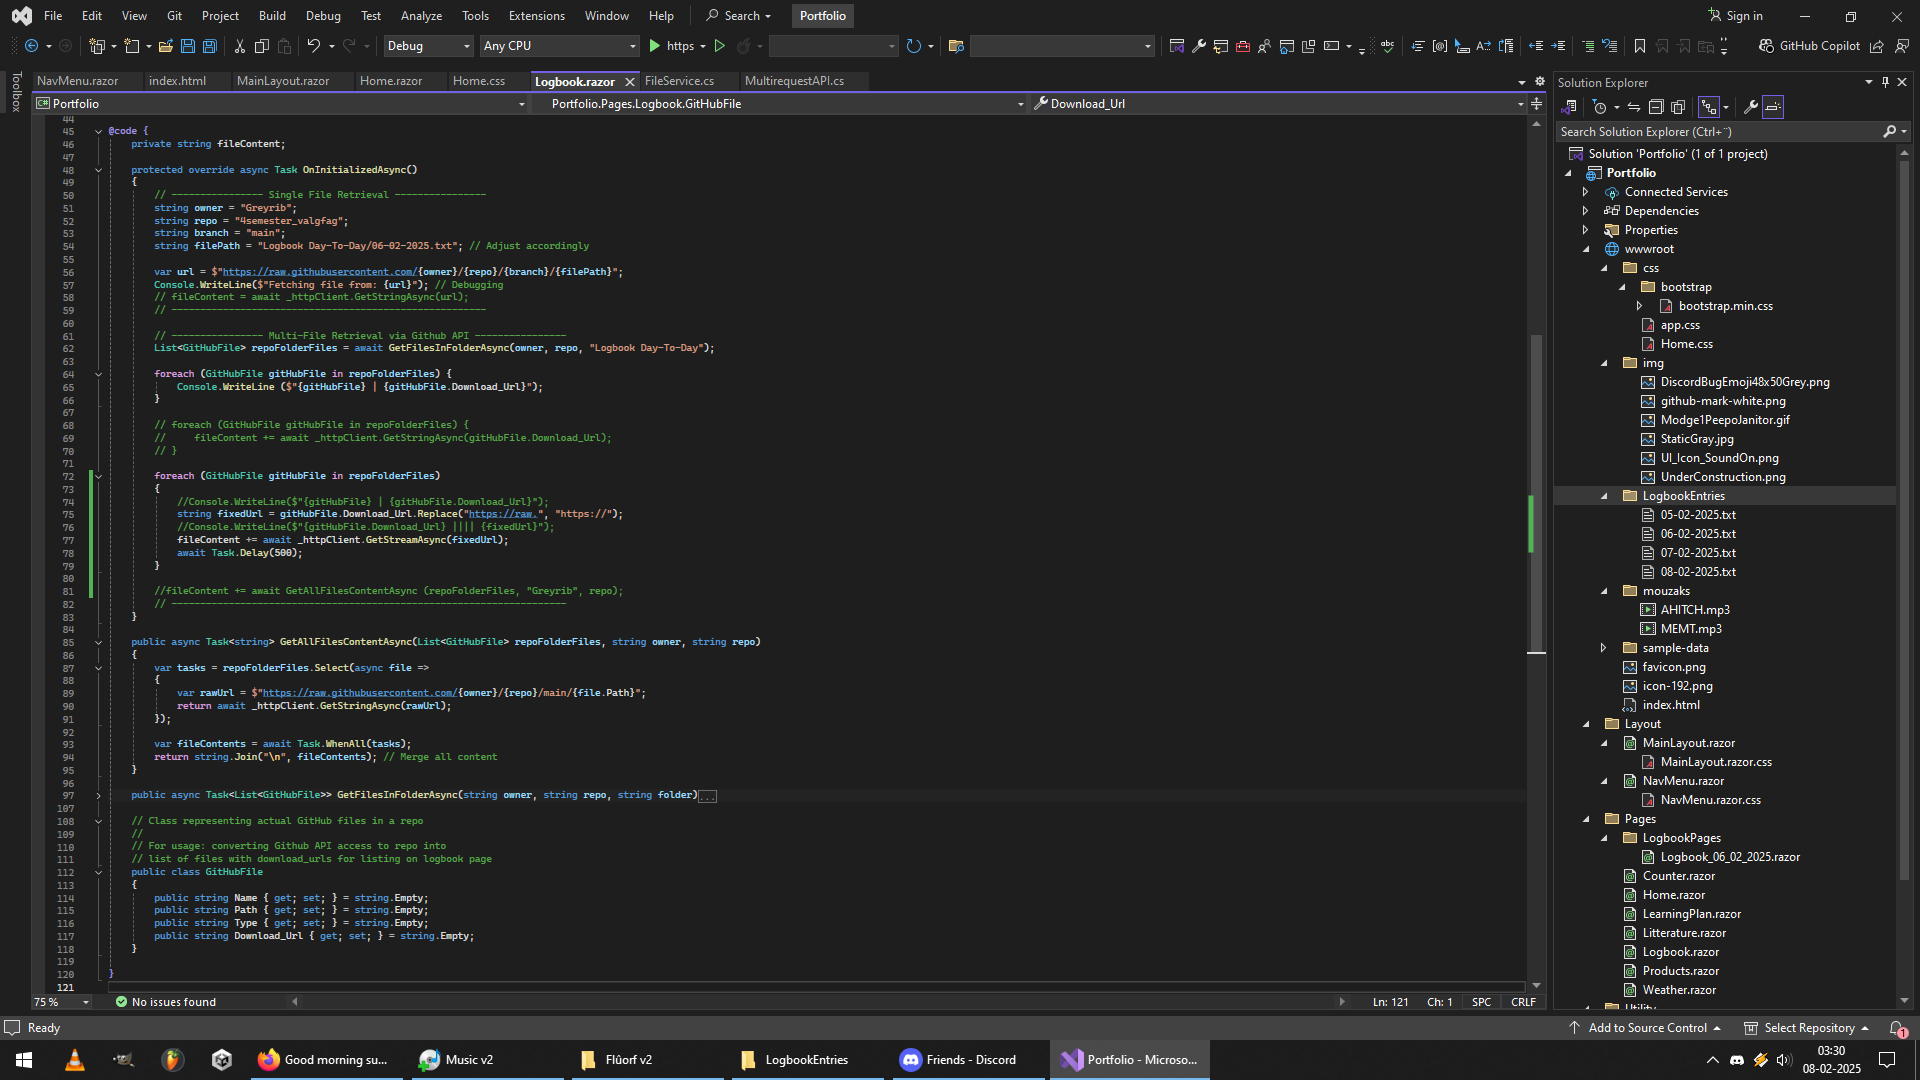 File Edit View Git Project Build Debug Test Analyze Tools Extensions Window Help Search Portfolio Sign in
Debug Any CPU https GitHub Copilot
Toolbox
NavMenu.razor index.html MainLayout.razor Home.razor Home.css Logbook.razor FileService.cs MultirequestAPI.cs
Portfolio Portfolio.Pages.Logbook.GitHubFile Download_Url
44
45 @code {
46 private string fileContent;
47
48 protected override async Task OnInitializedAsync()
49 {
50 // ---------------- Single File Retrieval ----------------
51 string owner = "Greyrib";
52 string repo = "4semester_valgfag";
53 string branch = "main";
54 string filePath = "Logbook Day-To-Day/06-02-2025.txt"; // Adjust accordingly
55
56 var url = $"https://raw.githubusercontent.com/{owner}/{repo}/{branch}/{filePath}";
57 Console.WriteLine($"Fetching file from: {url}"); // Debugging
58 // fileContent = await _httpClient.GetStringAsync(url);
59 // -------------------------------------------------------
60
61 // ---------------- Multi-File Retrieval via Github API ----------------
62 List<GitHubFile> repoFolderFiles = await GetFilesInFolderAsync(owner, repo, "Logbook Day-To-Day");
63
64 foreach (GitHubFile gitHubFile in repoFolderFiles) {
65 Console.WriteLine ($"{gitHubFile} | {gitHubFile.Download_Url}");
66 }
67
68 // foreach (GitHubFile gitHubFile in repoFolderFiles) {
69 // fileContent += await _httpClient.GetStringAsync(gitHubFile.Download_Url);
70 // }
71
72 foreach (GitHubFile gitHubFile in repoFolderFiles)
73 {
74 //Console.WriteLine($"{gitHubFile} | {gitHubFile.Download_Url}");
75 string fixedUrl = gitHubFile.Download_Url.Replace("https://raw.", "https://");
76 //Console.WriteLine($"{gitHubFile.Download_Url} |||| {fixedUrl}");
77 fileContent += await _httpClient.GetStreamAsync(fixedUrl);
78 await Task.Delay(500);
79 }
80
81 //fileContent += await GetAllFilesContentAsync (repoFolderFiles, "Greyrib", repo);
82 // ---------------------------------------------------------------------
83 }
84
85 public async Task<string> GetAllFilesContentAsync(List<GitHubFile> repoFolderFiles, string owner, string repo)
86 {
87 var tasks = repoFolderFiles.Select(async file =>
88 {
89 var rawUrl = $"https://raw.githubusercontent.com/{owner}/{repo}/main/{file.Path}";
90 return await _httpClient.GetStringAsync(rawUrl);
91 });
92
93 var fileContents = await Task.WhenAll(tasks);
94 return string.Join("\n", fileContents); // Merge all content
95 }
96
97 public async Task<List<GitHubFile>> GetFilesInFolderAsync(string owner, string repo, string folder)...
107
108 // Class representing actual GitHub files in a repo
109 //
110 // For usage: converting Github API access to repo into
111 // list of files with download_urls for listing on logbook page
112 public class GitHubFile
113 {
114 public string Name { get; set; } = string.Empty;
115 public string Path { get; set; } = string.Empty;
116 public string Type { get; set; } = string.Empty;
117 public string Download_Url { get; set; } = string.Empty;
118 }
119
120 }
121
75 % No issues found Ln: 121 Ch: 1 SPC CRLF
Solution Explorer
Search Solution Explorer (Ctrl+¨)
Solution 'Portfolio' (1 of 1 project)
Portfolio
Connected Services
Dependencies
Properties
wwwroot
css
bootstrap
bootstrap.min.css
app.css
Home.css
img
DiscordBugEmoji48x50Grey.png
github-mark-white.png
Modge1PeepoJanitor.gif
StaticGray.jpg
UI_Icon_SoundOn.png
UnderConstruction.png
LogbookEntries
05-02-2025.txt
06-02-2025.txt
07-02-2025.txt
08-02-2025.txt
mouzaks
AHITCH.mp3
MEMT.mp3
sample-data
favicon.png
icon-192.png
index.html
Layout
MainLayout.razor
MainLayout.razor.css
NavMenu.razor
NavMenu.razor.css
Pages
LogbookPages
Logbook_06_02_2025.razor
Counter.razor
Home.razor
LearningPlan.razor
Litterature.razor
Logbook.razor
Products.razor
Weather.razor
Utility
Ready Add to Source Control Select Repository 1
Good morning su... Music v2 Flûorf v2 LogbookEntries Friends - Discord Portfolio - Microso... 03:30
08-02-2025